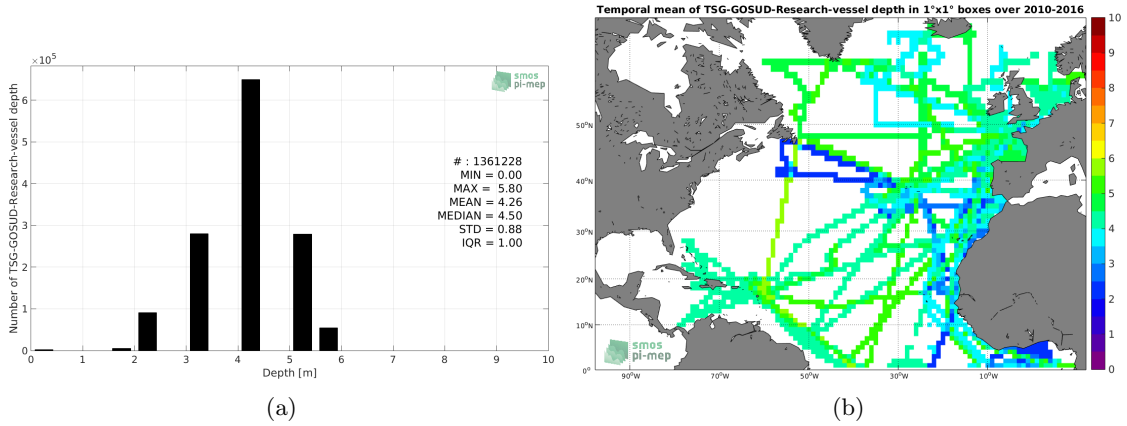 ×10⁵
6
5
4
3
2
1
0
Number of TSG-GOSUD-Research-vessel depth
0 1 2 3 4 5 6 7 8 9 10
Depth [m]
smos
pi-mep
# : 1361228
MIN = 0.00
MAX = 5.80
MEAN = 4.26
MEDIAN = 4.50
STD = 0.88
IQR = 1.00
(a)
Temporal mean of TSG-GOSUD-Research-vessel depth in 1°x1° boxes over 2010-2016
50°N
40°N
30°N
20°N
10°N
0°
90°W 70°W 50°W 30°W 10°W
smos
pi-mep
10
9
8
7
6
5
4
3
2
1
0
(b)